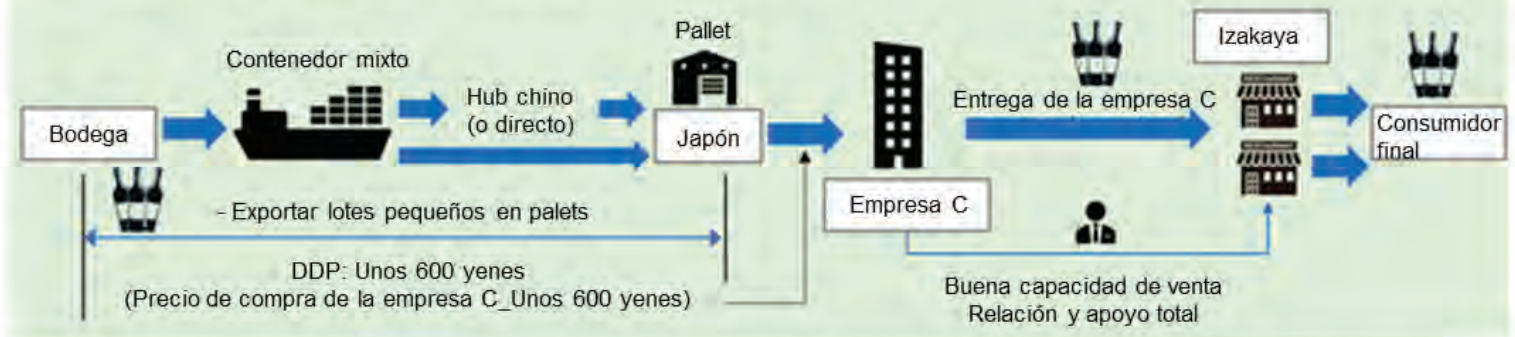 Pallet
Izakaya
Contenedor mixto
Hub chino
(o directo)
Entrega de la empresa C
Bodega
Japón
Consumidor
final
Empresa C
- Exportar lotes pequeños en palets
DDP: Unos 600 yenes
(Precio de compra de la empresa C_Unos 600 yenes)
Buena capacidad de venta
Relación y apoyo total